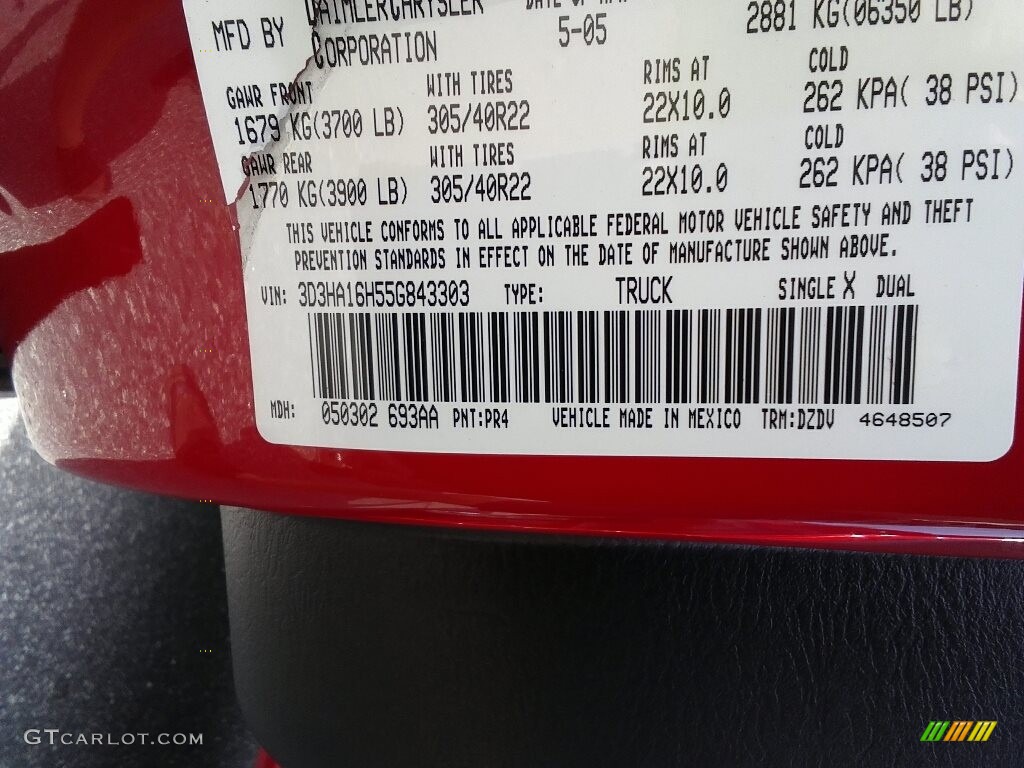 DAIMLERCHRYSLER DATE OF MFR 2881 KG(06350 LB)
MFD BY CORPORATION 5-05
GAWR FRONT WITH TIRES RIMS AT COLD
1679 KG(3700 LB) 305/40R22 22X10.0 262 KPA( 38 PSI)
GAWR REAR WITH TIRES RIMS AT COLD
1770 KG(3900 LB) 305/40R22 22X10.0 262 KPA( 38 PSI)
THIS VEHICLE CONFORMS TO ALL APPLICABLE FEDERAL MOTOR VEHICLE SAFETY AND THEFT
PREVENTION STANDARDS IN EFFECT ON THE DATE OF MANUFACTURE SHOWN ABOVE.
VIN: 3D3HA16H55G843303 TYPE: TRUCK SINGLE X DUAL
MDH: 050302 693AA PNT:PR4 VEHICLE MADE IN MEXICO TRM:DZDV 4648507
GTCARLOT.COM